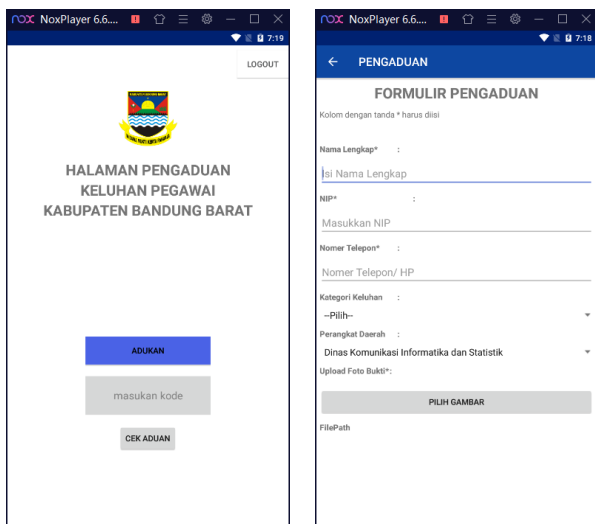 nox NoxPlayer 6.6....
7:19
LOGOUT
HALAMAN PENGADUAN
KELUHAN PEGAWAI
KABUPATEN BANDUNG BARAT
ADUKAN
masukan kode
CEK ADUAN
nox NoxPlayer 6.6....
7:18
PENGADUAN
FORMULIR PENGADUAN
Kolom dengan tanda * harus diisi
Nama Lengkap* :
Isi Nama Lengkap
NIP* :
Masukkan NIP
Nomer Telepon* :
Nomer Telepon/ HP
Kategori Keluhan :
--Pilih--
Perangkat Daerah :
Dinas Komunikasi Informatika dan Statistik
Upload Foto Bukti*:
PILIH GAMBAR
FilePath